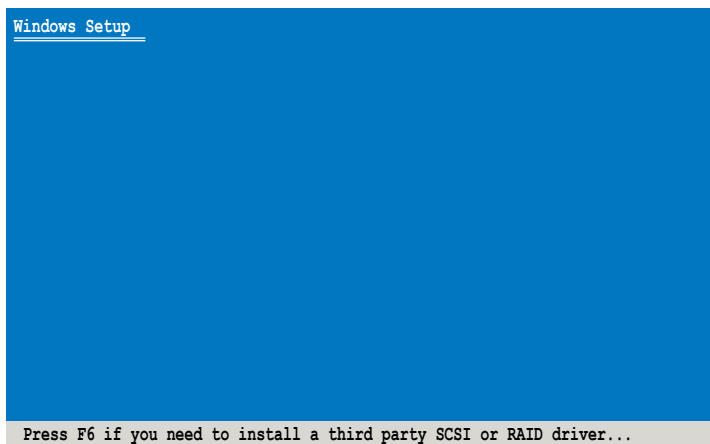 Windows Setup
Press F6 if you need to install a third party SCSI or RAID driver...